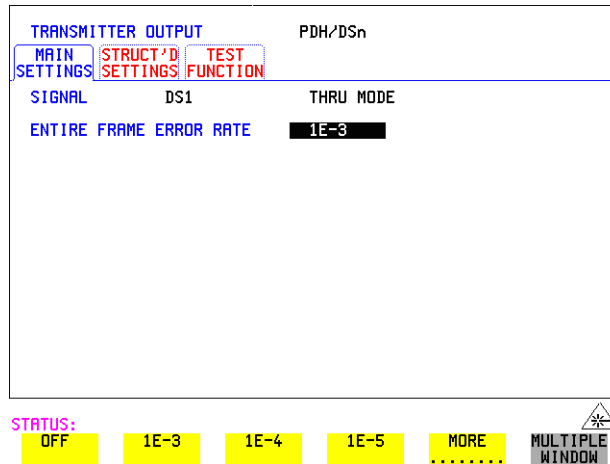 TRANSMITTER OUTPUT PDH/DSn
MAIN SETTINGS STRUCT'D SETTINGS TEST FUNCTION
SIGNAL DS1 THRU MODE
ENTIRE FRAME ERROR RATE 1E-3
STATUS:
OFF 1E-3 1E-4 1E-5 MORE ........ MULTIPLE WINDOW